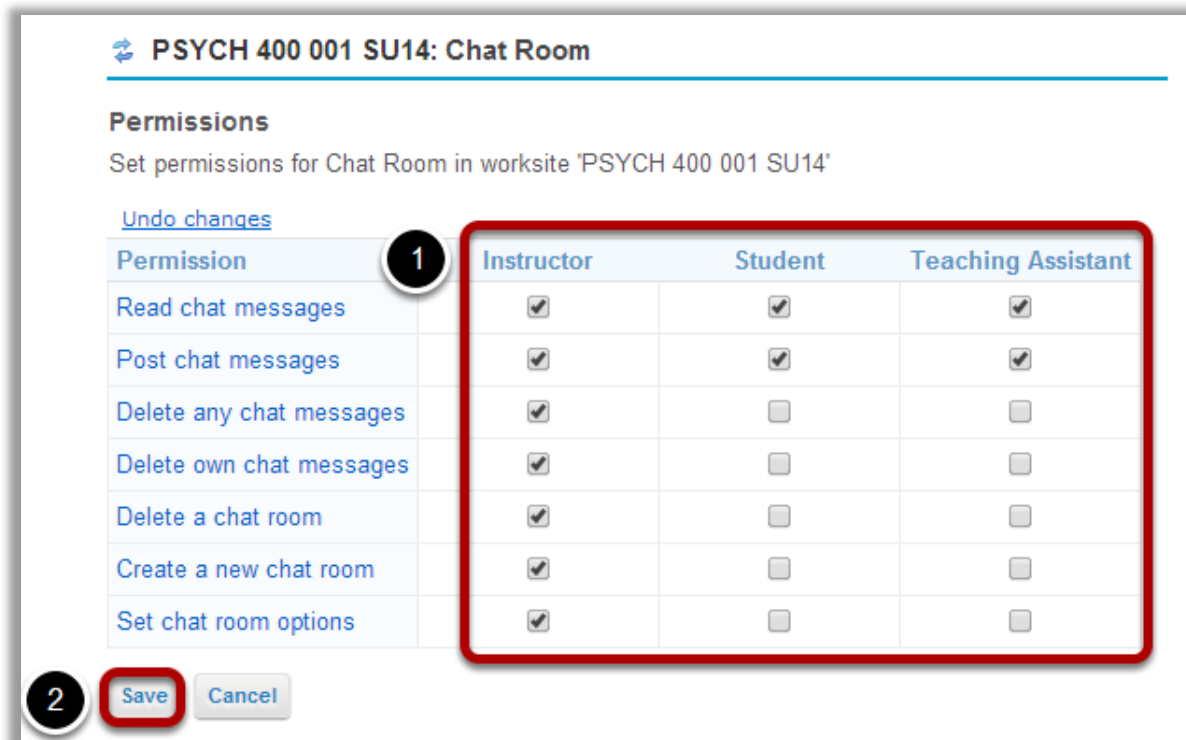 PSYCH 400 001 SU14: Chat Room
Permissions
Set permissions for Chat Room in worksite 'PSYCH 400 001 SU14'
Undo changes
Permission 1 Instructor Student Teaching Assistant
Read chat messages
Post chat messages
Delete any chat messages
Delete own chat messages
Delete a chat room
Create a new chat room
Set chat room options
2 Save Cancel